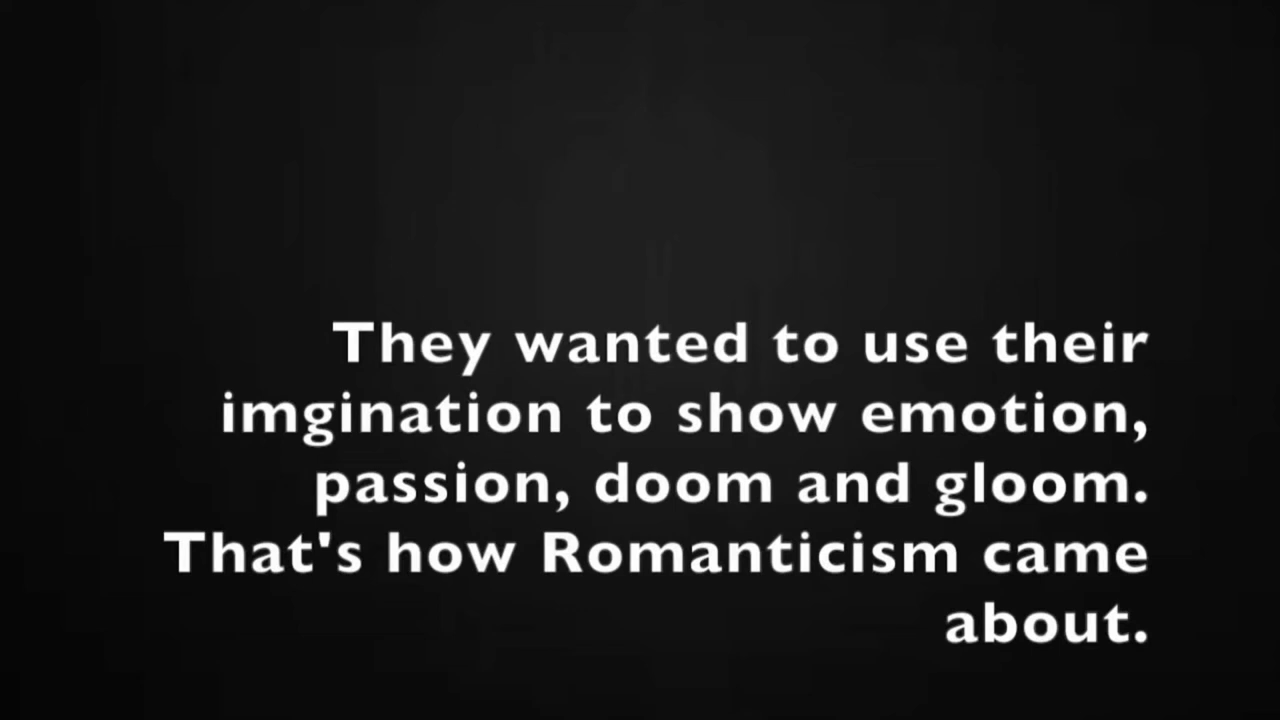 They wanted to use their
imgination to show emotion,
passion, doom and gloom.
That's how Romanticism came
about.